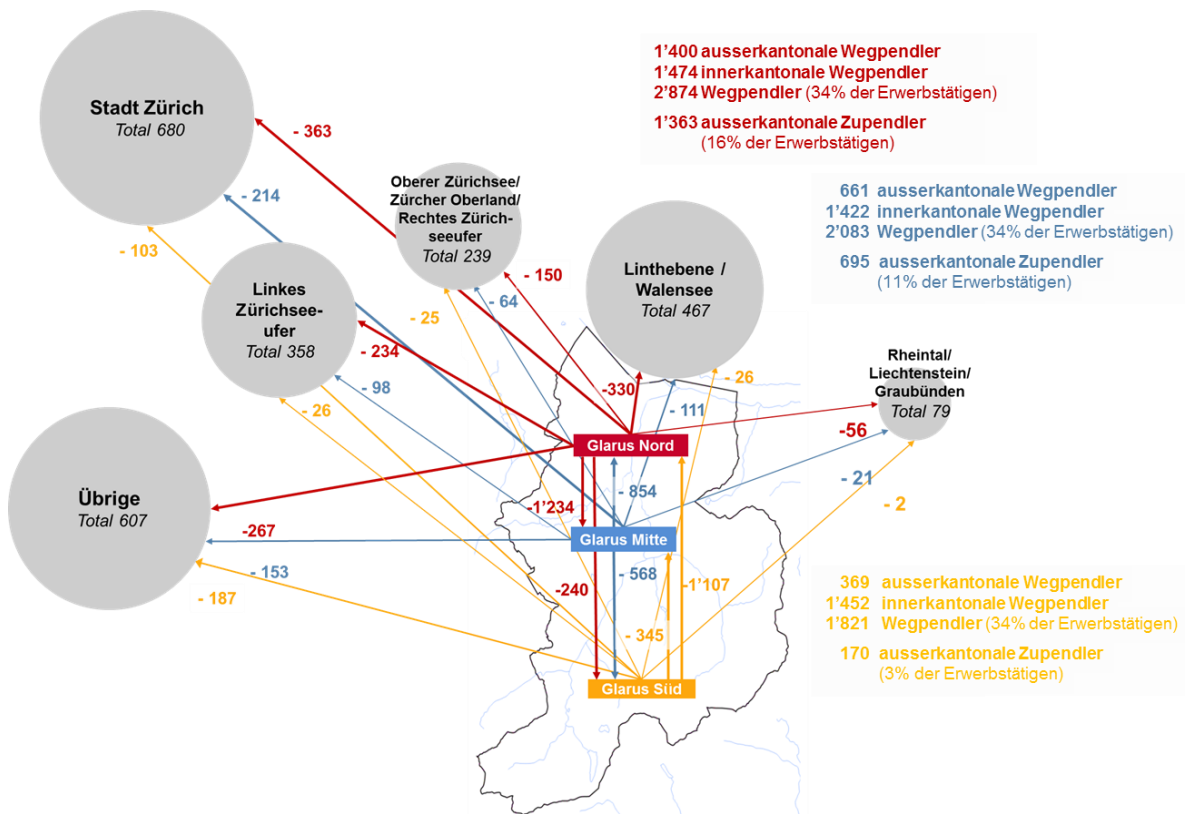 1'400 ausserkantonale Wegpendler
1'474 innerkantonale Wegpendler
2'874 Wegpendler (34% der Erwerbstätigen)
1'363 ausserkantonale Zupendler
(16% der Erwerbstätigen)
Stadt Zürich
Total 680
- 363
Oberer Zürichsee/
Zürcher Oberland/
Rechtes Zürich-
seeufer
Total 239
661 ausserkantonale Wegpendler
1'422 innerkantonale Wegpendler
2'083 Wegpendler (34% der Erwerbstätigen)
695 ausserkantonale Zupendler
(11% der Erwerbstätigen)
- 214
- 103
- 150
- 64
- 25
Linthebene /
Walensee
Total 467
Linkes
Zürichsee-
ufer
Total 358
- 234
- 98
- 26
-330
- 111
- 26
Rheintal/
Liechtenstein/
Graubünden
Total 79
-56
- 21
- 2
Glarus Nord
Übrige
Total 607
-267
- 153
- 187
-1'234
- 854
Glarus Mitte
-240
- 568
-1'107
- 345
Glarus Süd
369 ausserkantonale Wegpendler
1'452 innerkantonale Wegpendler
1'821 Wegpendler (34% der Erwerbstätigen)
170 ausserkantonale Zupendler
(3% der Erwerbstätigen)